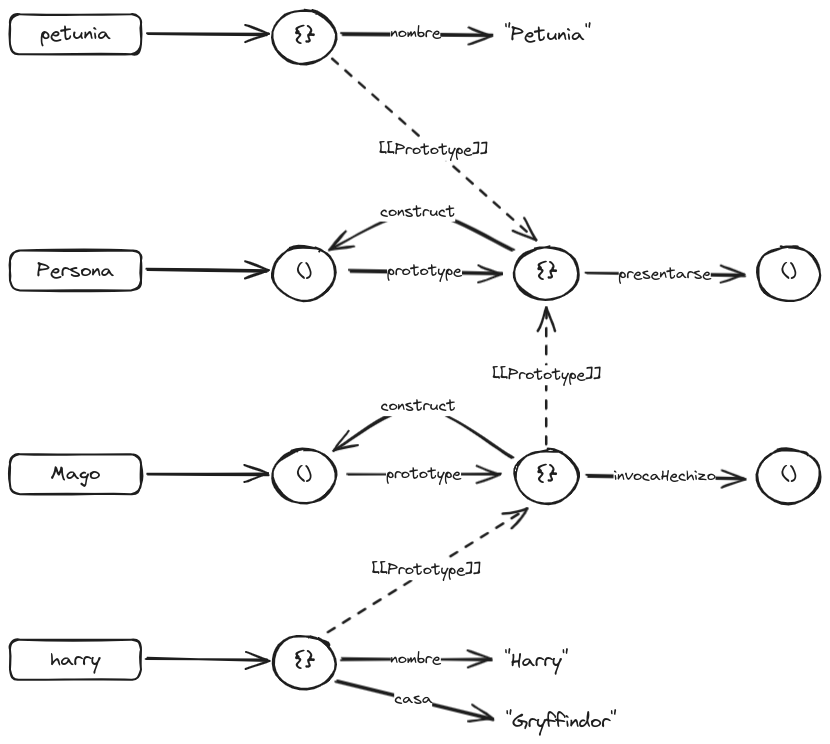 petunia
{}
nombre
"Petunia"
[[Prototype]]
construct
Persona
()
prototype
{}
presentarse
()
[[Prototype]]
construct
Mago
()
prototype
{}
invocaHechizo
()
[[Prototype]]
harry
{}
nombre
"Harry"
casa
"Gryffindor"